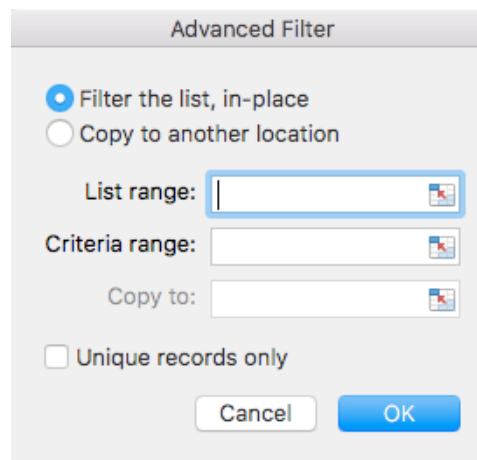 Advanced Filter
Filter the list, in-place
Copy to another location
List range:
Criteria range:
Copy to:
Unique records only
Cancel OK